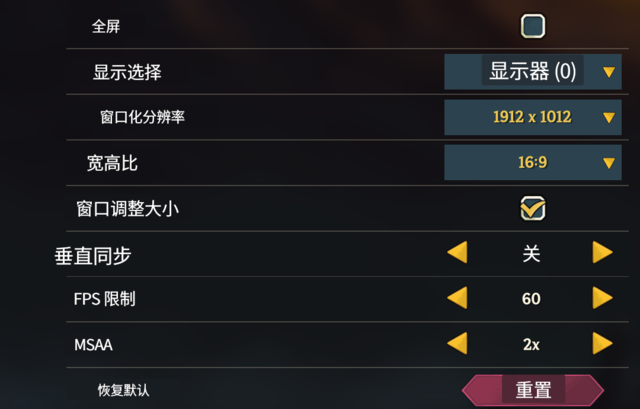 全屏
显示选择 显示器 (0)
窗口化分辨率 1912 x 1012
宽高比 16:9
窗口调整大小
垂直同步 关
FPS 限制 60
MSAA 2x
恢复默认 重置